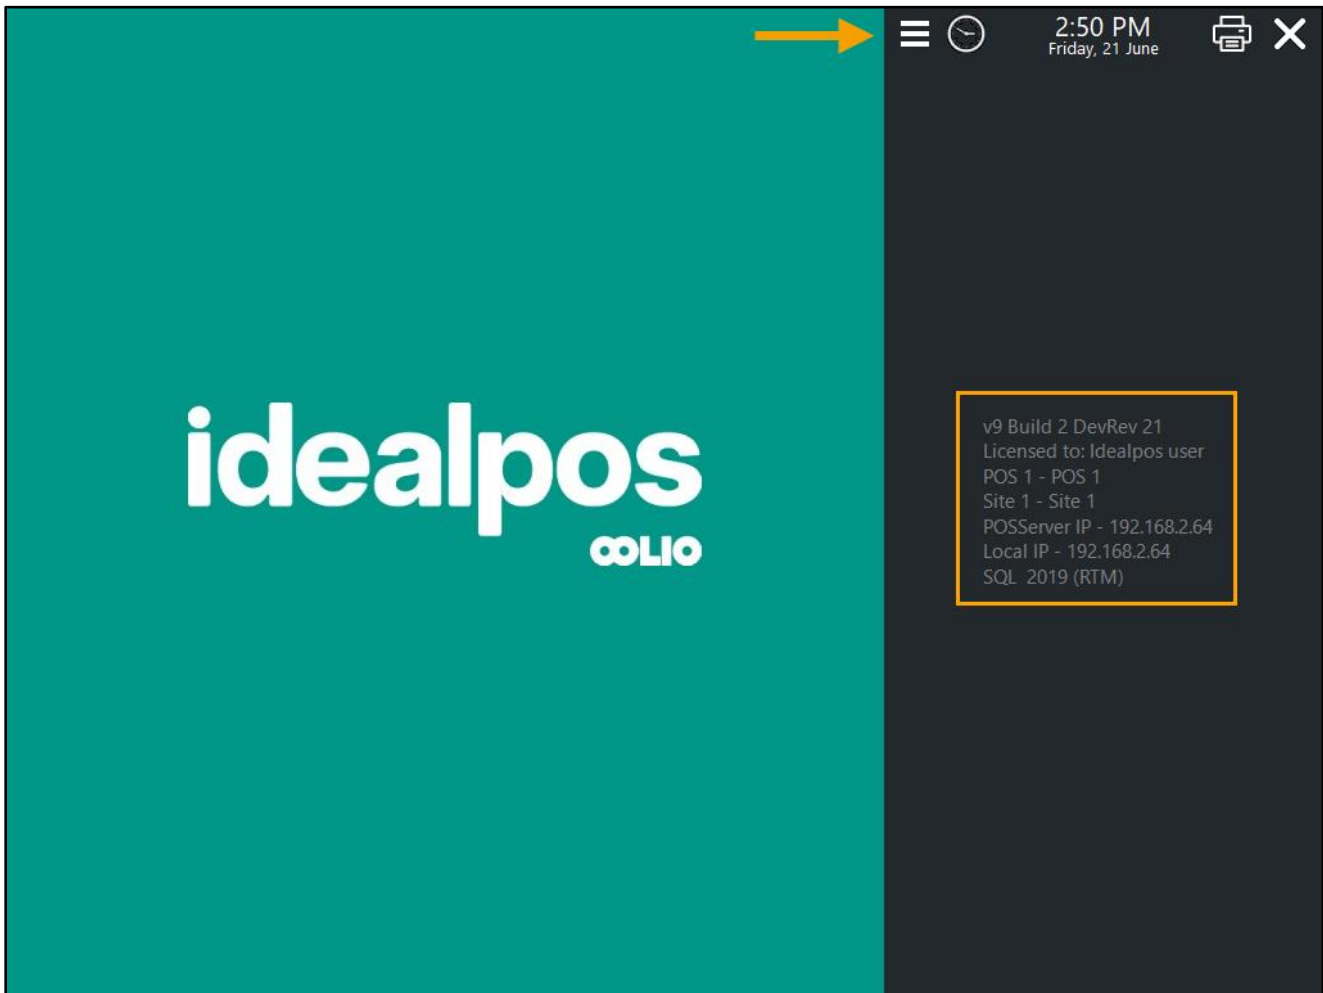 2:50 PM
Friday, 21 June
idealpos
OOLIO
v9 Build 2 DevRev 21
Licensed to: Idealpos user
POS 1 - POS 1
Site 1 - Site 1
POSServer IP - 192.168.2.64
Local IP - 192.168.2.64
SQL  2019 (RTM)